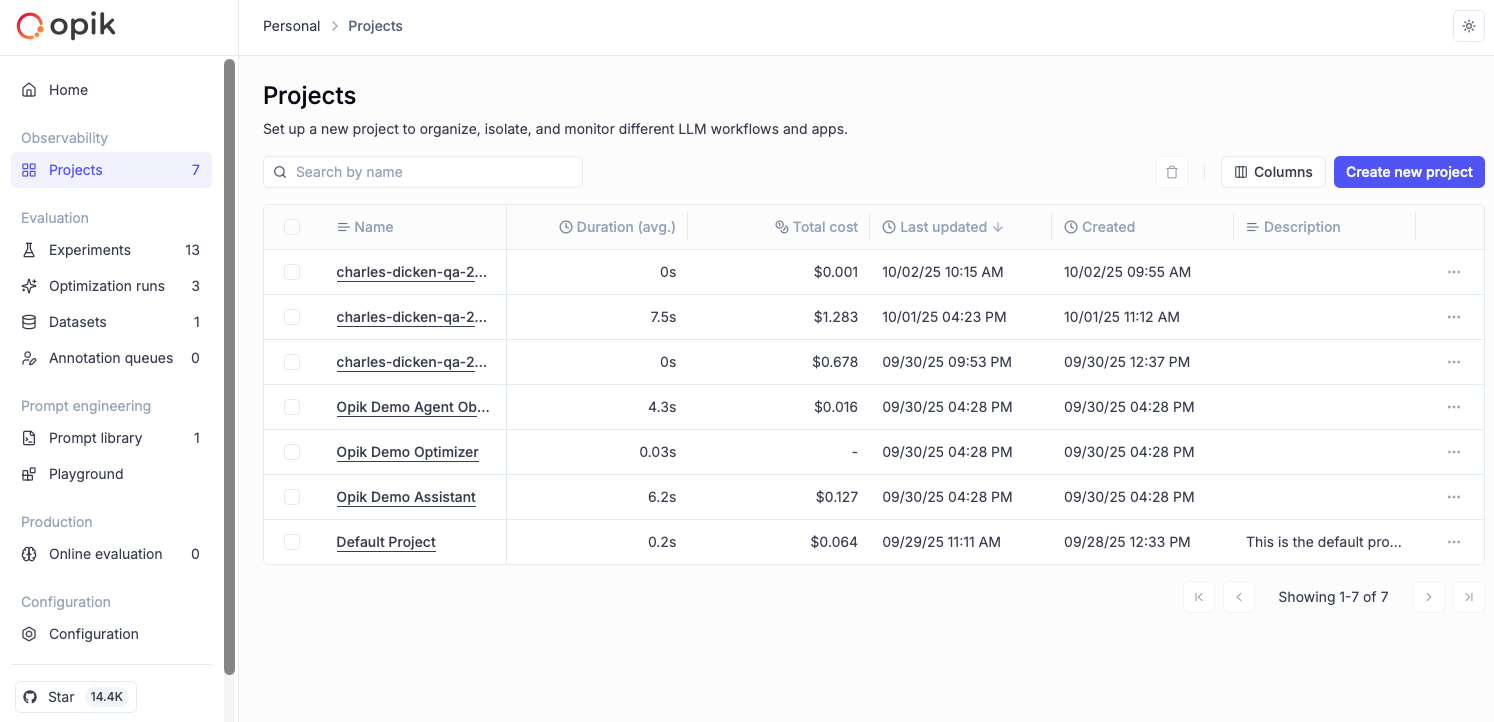 opik
Personal > Projects
Home
Observability
Projects 7
Evaluation
Experiments 13
Optimization runs 3
Datasets 1
Annotation queues 0
Prompt engineering
Prompt library 1
Playground
Production
Online evaluation 0
Configuration
Configuration
Star 14.4K
Projects
Set up a new project to organize, isolate, and monitor different LLM workflows and apps.
Search by name
Columns
Create new project
Name Duration (avg.) Total cost Last updated Created Description
charles-dicken-qa-2... 0s $0.001 10/02/25 10:15 AM 10/02/25 09:55 AM
charles-dicken-qa-2... 7.5s $1.283 10/01/25 04:23 PM 10/01/25 11:12 AM
charles-dicken-qa-2... 0s $0.678 09/30/25 09:53 PM 09/30/25 12:37 PM
Opik Demo Agent Ob... 4.3s $0.016 09/30/25 04:28 PM 09/30/25 04:28 PM
Opik Demo Optimizer 0.03s - 09/30/25 04:28 PM 09/30/25 04:28 PM
Opik Demo Assistant 6.2s $0.127 09/30/25 04:28 PM 09/30/25 04:28 PM
Default Project 0.2s $0.064 09/29/25 11:11 AM 09/28/25 12:33 PM This is the default pro...
Showing 1-7 of 7